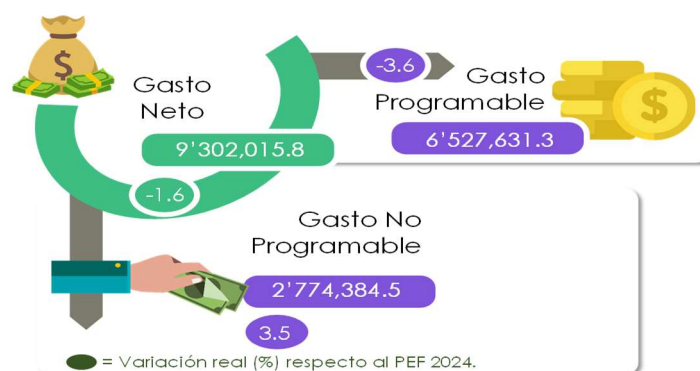 Gasto
Neto
9'302,015.8
-1.6
-3.6
Gasto
Programable
6'527,631.3
$
$
Gasto No
Programable
2'774,384.5
3.5
= Variación real (%) respecto al PEF 2024.